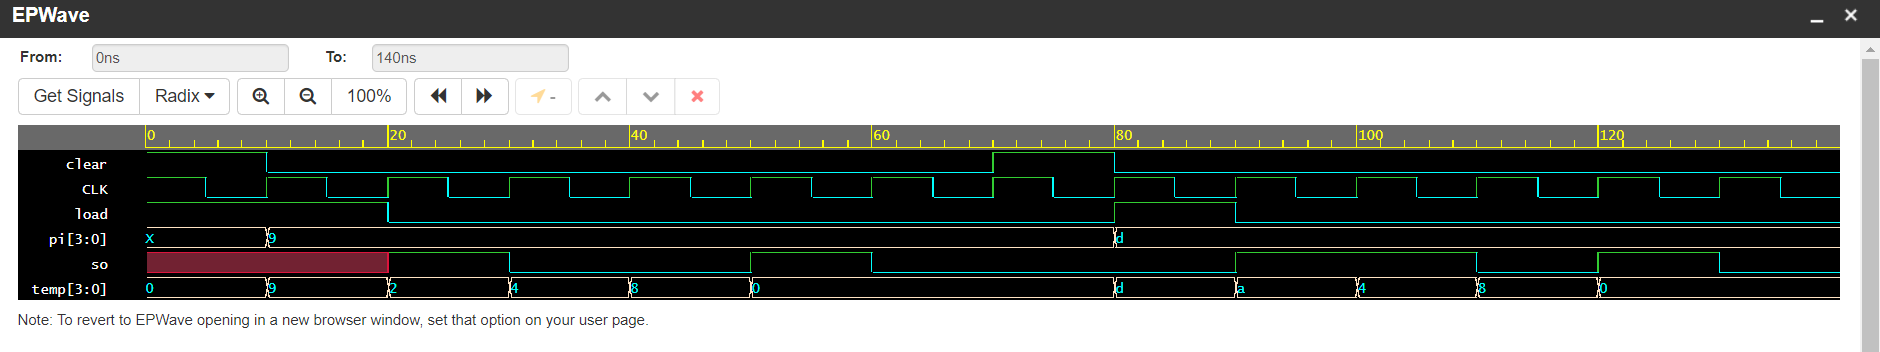 EPWave
From: 0ns To: 140ns
Get Signals Radix 100% -
0 20 40 60 80 100 120
clear
CLK
load
pi[3:0] X 9 d
so
temp[3:0] 0 9 2 4 8 0 d a 4 8 0
Note: To revert to EPWave opening in a new browser window, set that option on your user page.